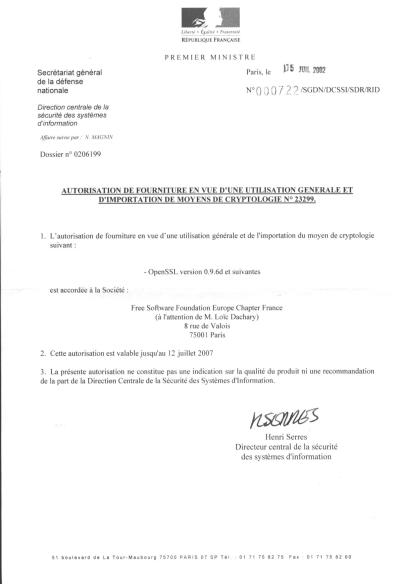 Liberté • Égalité • Fraternité
RÉPUBLIQUE FRANÇAISE
PREMIER MINISTRE
Secrétariat général
de la défense
nationale
Paris, le 15 JUIL 2002
N° 000722 /SGDN/DCSSI/SDR/RID
Direction centrale de la
sécurité des systèmes
d'information
Affaire suivie par : N. MAGNIN
Dossier n° 0206199
AUTORISATION DE FOURNITURE EN VUE D'UNE UTILISATION GENERALE ET
D'IMPORTATION DE MOYENS DE CRYPTOLOGIE N° 23299.
1. L'autorisation de fourniture en vue d'une utilisation générale et de l'importation du moyen de cryptologie
suivant :
- OpenSSL version 0.9.6d et suivantes
est accordée à la Société :
Free Software Foundation Europe Chapter France
(à l'attention de M. Loïc Dachary)
8 rue de Valois
75001 Paris
2. Cette autorisation est valable jusqu'au 12 juillet 2007
3. La présente autorisation ne constitue pas une indication sur la qualité du produit ni une recommandation
de la part de la Direction Centrale de la Sécurité des Systèmes d'Information.
Henri Serres
Directeur central de la sécurité
des systèmes d'information
51 boulevard de La Tour-Maubourg 75700 PARIS 07 SP Tél. : 01 71 75 82 75 Fax 01 71 75 82 60